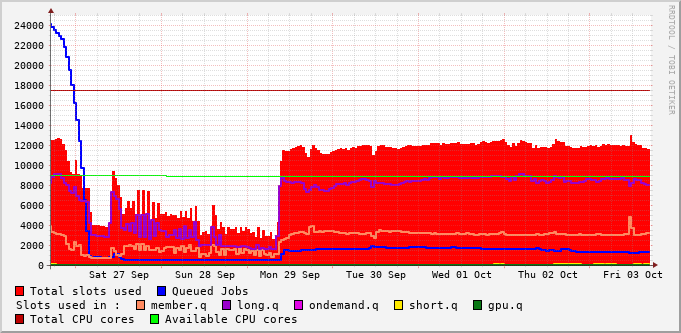 RRDTOOL / TOBI OETIKER
24000
22000
20000
18000
16000
14000
12000
10000
8000
6000
4000
2000
0
Sat 27 Sep Sun 28 Sep Mon 29 Sep Tue 30 Sep Wed 01 Oct Thu 02 Oct Fri 03 Oct
Total slots used Queued Jobs
Slots used in : member.q long.q ondemand.q short.q gpu.q
Total CPU cores Available CPU cores